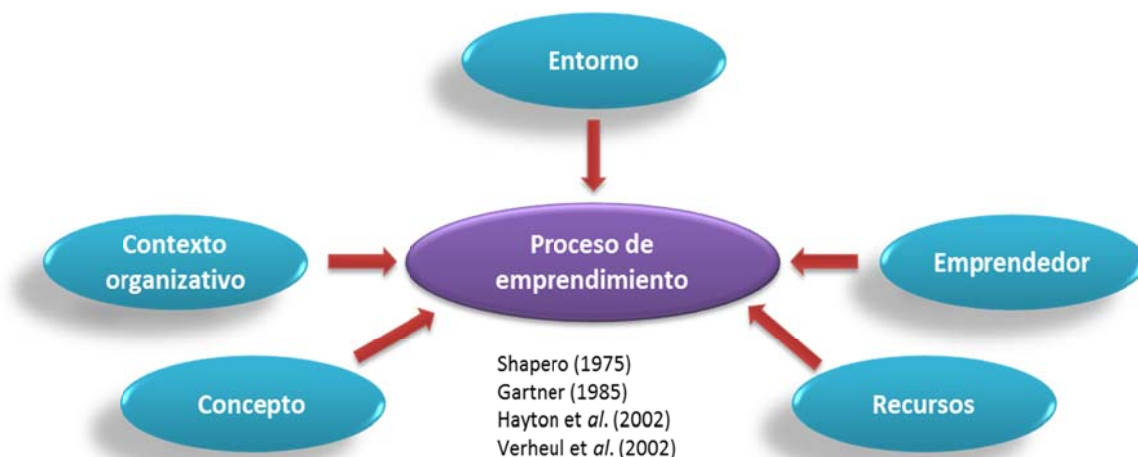 Entorno
Contexto
organizativo
Proceso de
emprendimiento
Emprendedor
Concepto
Recursos
Shapero (1975)
Gartner (1985)
Hayton et al. (2002)
Verheul et al. (2002)